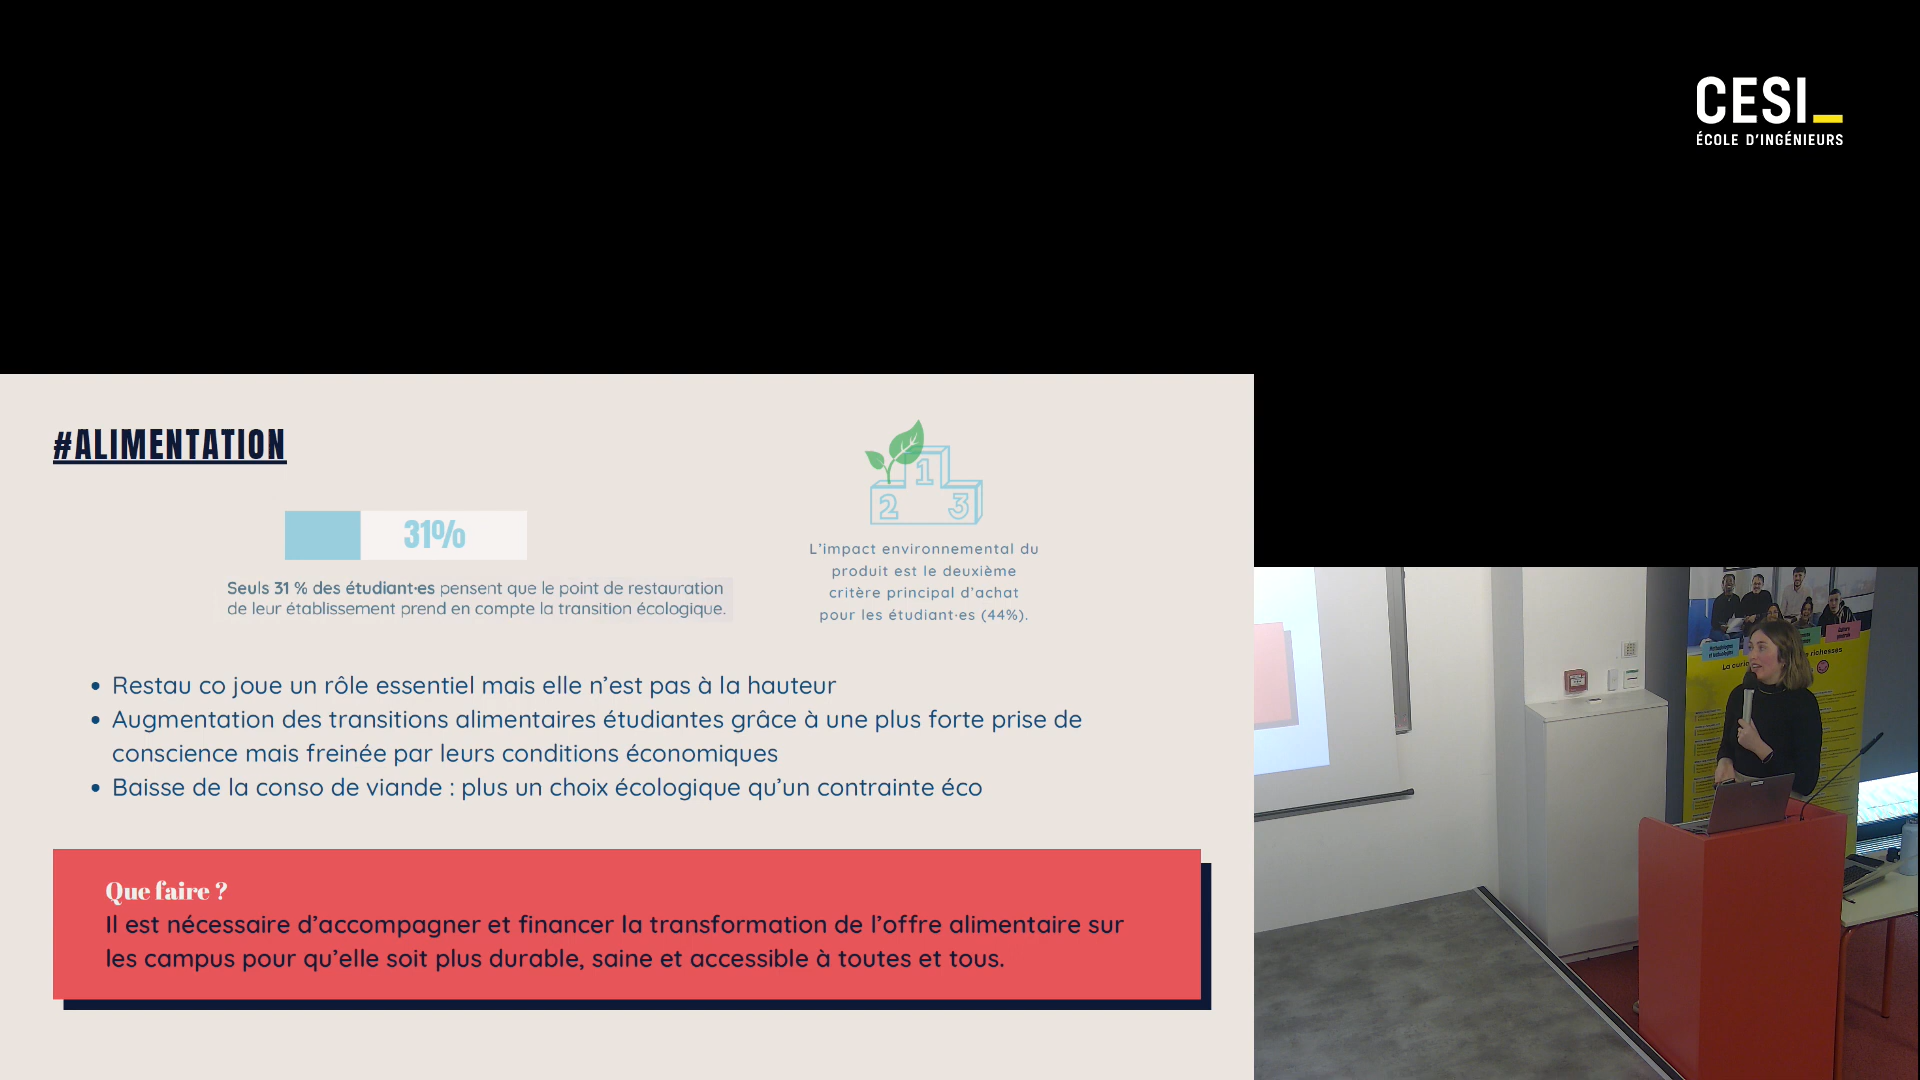 CESI_
ÉCOLE D'INGÉNIEURS
#ALIMENTATION
31%
Seuls 31 % des étudiant·es pensent que le point de restauration
de leur établissement prend en compte la transition écologique.
1
2
3
L'impact environnemental du
produit est le deuxième
critère principal d'achat
pour les étudiant·es (44%).
• Restau co joue un rôle essentiel mais elle n'est pas à la hauteur
• Augmentation des transitions alimentaires étudiantes grâce à une plus forte prise de
conscience mais freinée par leurs conditions économiques
• Baisse de la conso de viande : plus un choix écologique qu'un contrainte éco
Que faire ?
Il est nécessaire d'accompagner et financer la transformation de l'offre alimentaire sur
les campus pour qu'elle soit plus durable, saine et accessible à toutes et tous.
richesses